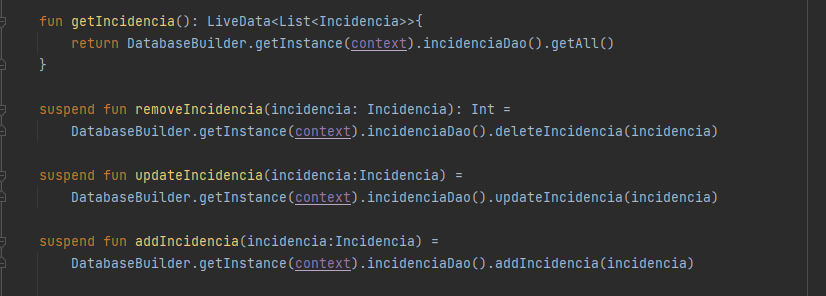 fun getIncidencia(): LiveData<List<Incidencia>>{
return DatabaseBuilder.getInstance(context).incidenciaDao().getAll()
}
suspend fun removeIncidencia(incidencia: Incidencia): Int =
DatabaseBuilder.getInstance(context).incidenciaDao().deleteIncidencia(incidencia)
suspend fun updateIncidencia(incidencia:Incidencia) =
DatabaseBuilder.getInstance(context).incidenciaDao().updateIncidencia(incidencia)
suspend fun addIncidencia(incidencia:Incidencia) =
DatabaseBuilder.getInstance(context).incidenciaDao().addIncidencia(incidencia)